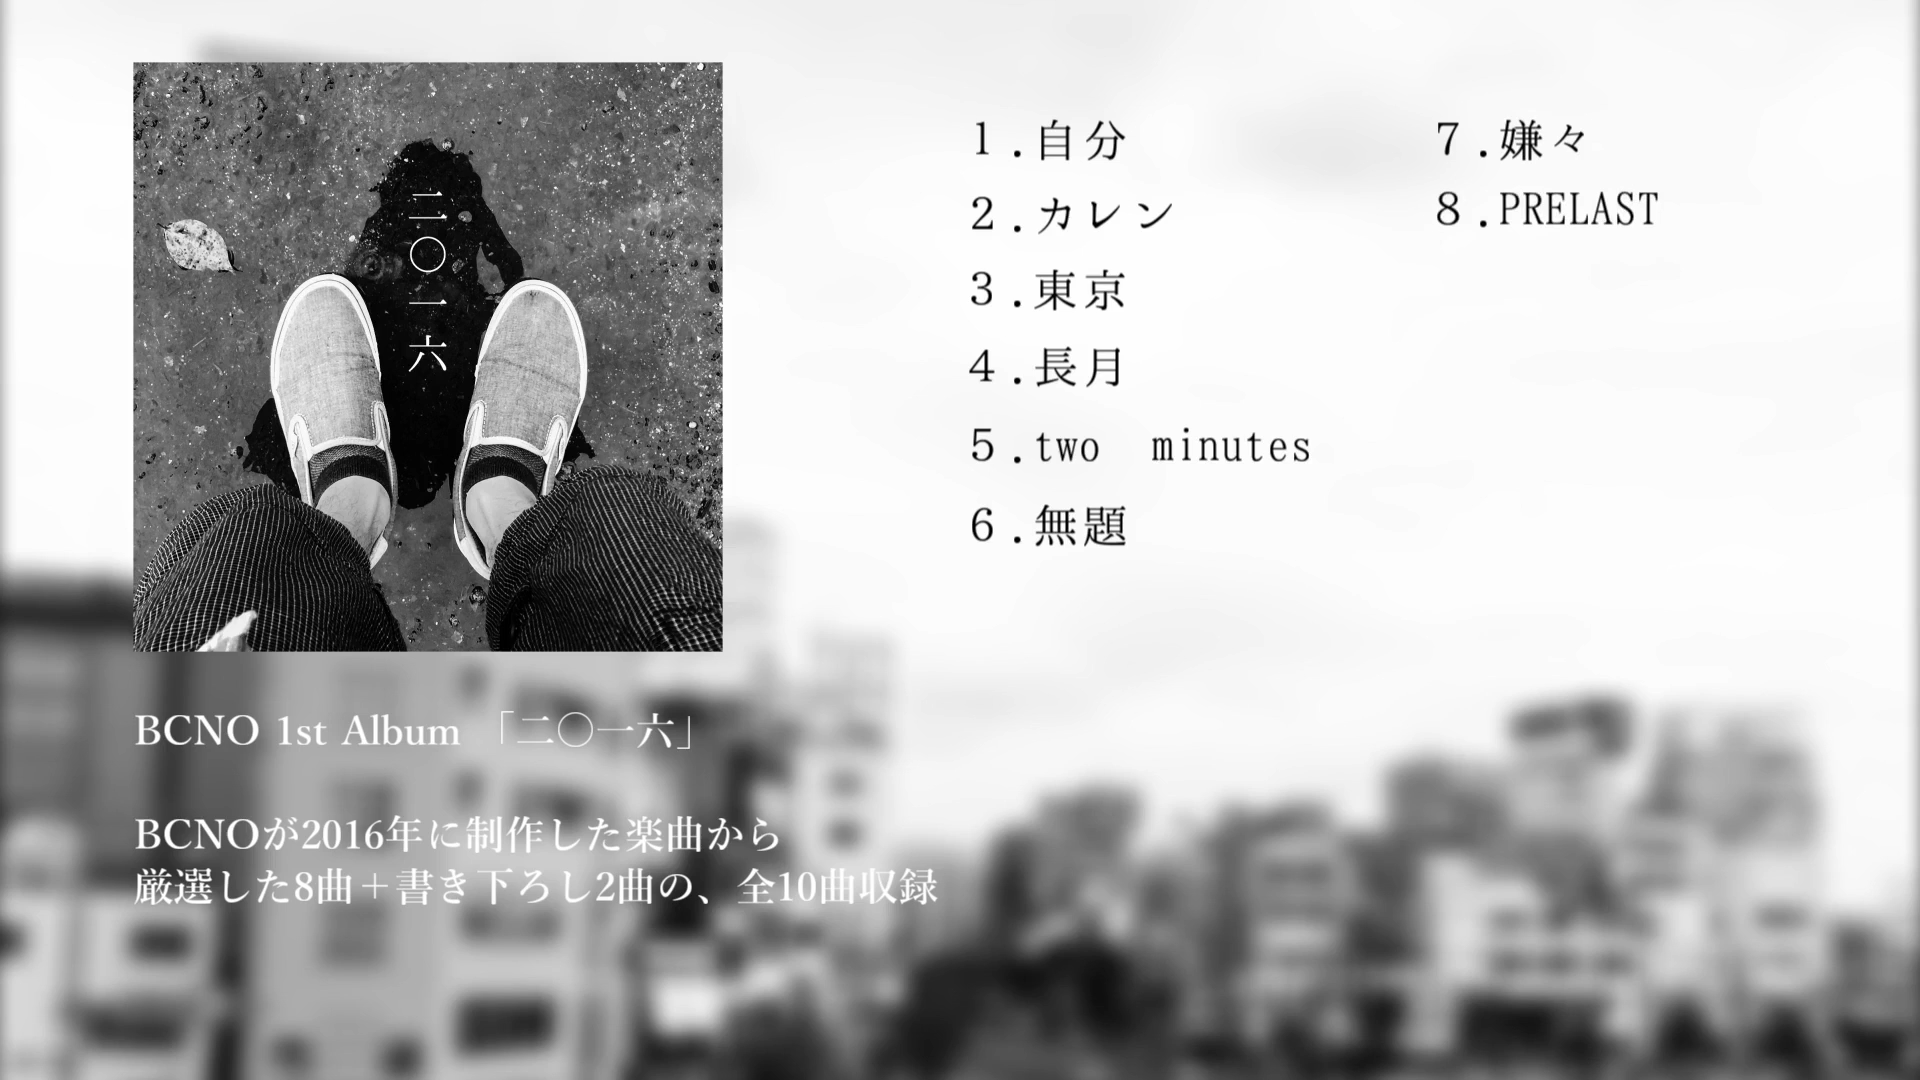 二〇一六
BCNO 1st Album 「二〇一六」
BCNOが2016年に制作した楽曲から
厳選した8曲＋書き下ろし2曲の、全10曲収録
１.自分
２.カレン
３.東京
４.長月
５.two　minutes
６.無題
７.嫌々
８.PRELAST